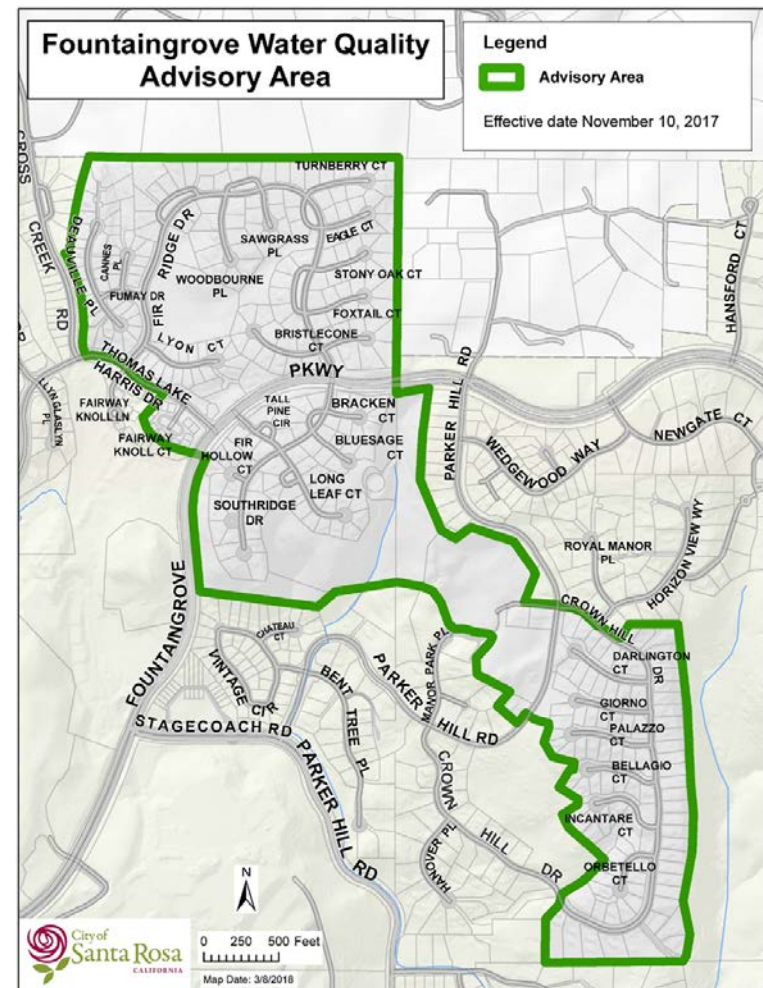 Fountaingrove Water Quality
Advisory Area
Legend
Advisory Area
Effective date November 10, 2017
CROSS
CREEK
RD
DEAUVILLE PL
CANNES
PL
FUMAY DR
FIR
RIDGE DR
TURNBERRY CT
SAWGRASS
PL
EAGLE CT
WOODBOURNE
PL
STONY OAK CT
FOXTAIL CT
LYON CT
BRISTLECONE
CT
PKWY
THOMAS LAKE
HARRIS DR
LLYN GLASLYN
PL
FAIRWAY
KNOLL LN
FAIRWAY
KNOLL CT
TALL
PINE
CIR
BRACKEN
CT
BLUESAGE
CT
FIR
HOLLOW
CT
LONG
LEAF CT
SOUTHRIDGE
DR
PARKER HILL RD
HANSFORD CT
WEDGEWOOD WAY
NEWGATE CT
ROYAL MANOR
PL
HORIZON VIEW WY
CROWN HILL
DR
DARLINGTON
CT
GIORNO
CT
PALAZZO
CT
BELLAGIO
CT
INCANTARE
CT
ORBETELLO
CT
FOUNTAINGROVE
CHATEAU
CT
VINTAGE CIR
BENT
TREE PL
PARKER
HILL RD
MANOR PARK PL
STAGECOACH RD
PARKER HILL RD
CROWN
HILL
DR
HANOVER PL
N
City of
Santa Rosa
CALIFORNIA
0 250 500 Feet
Map Date: 3/8/2018